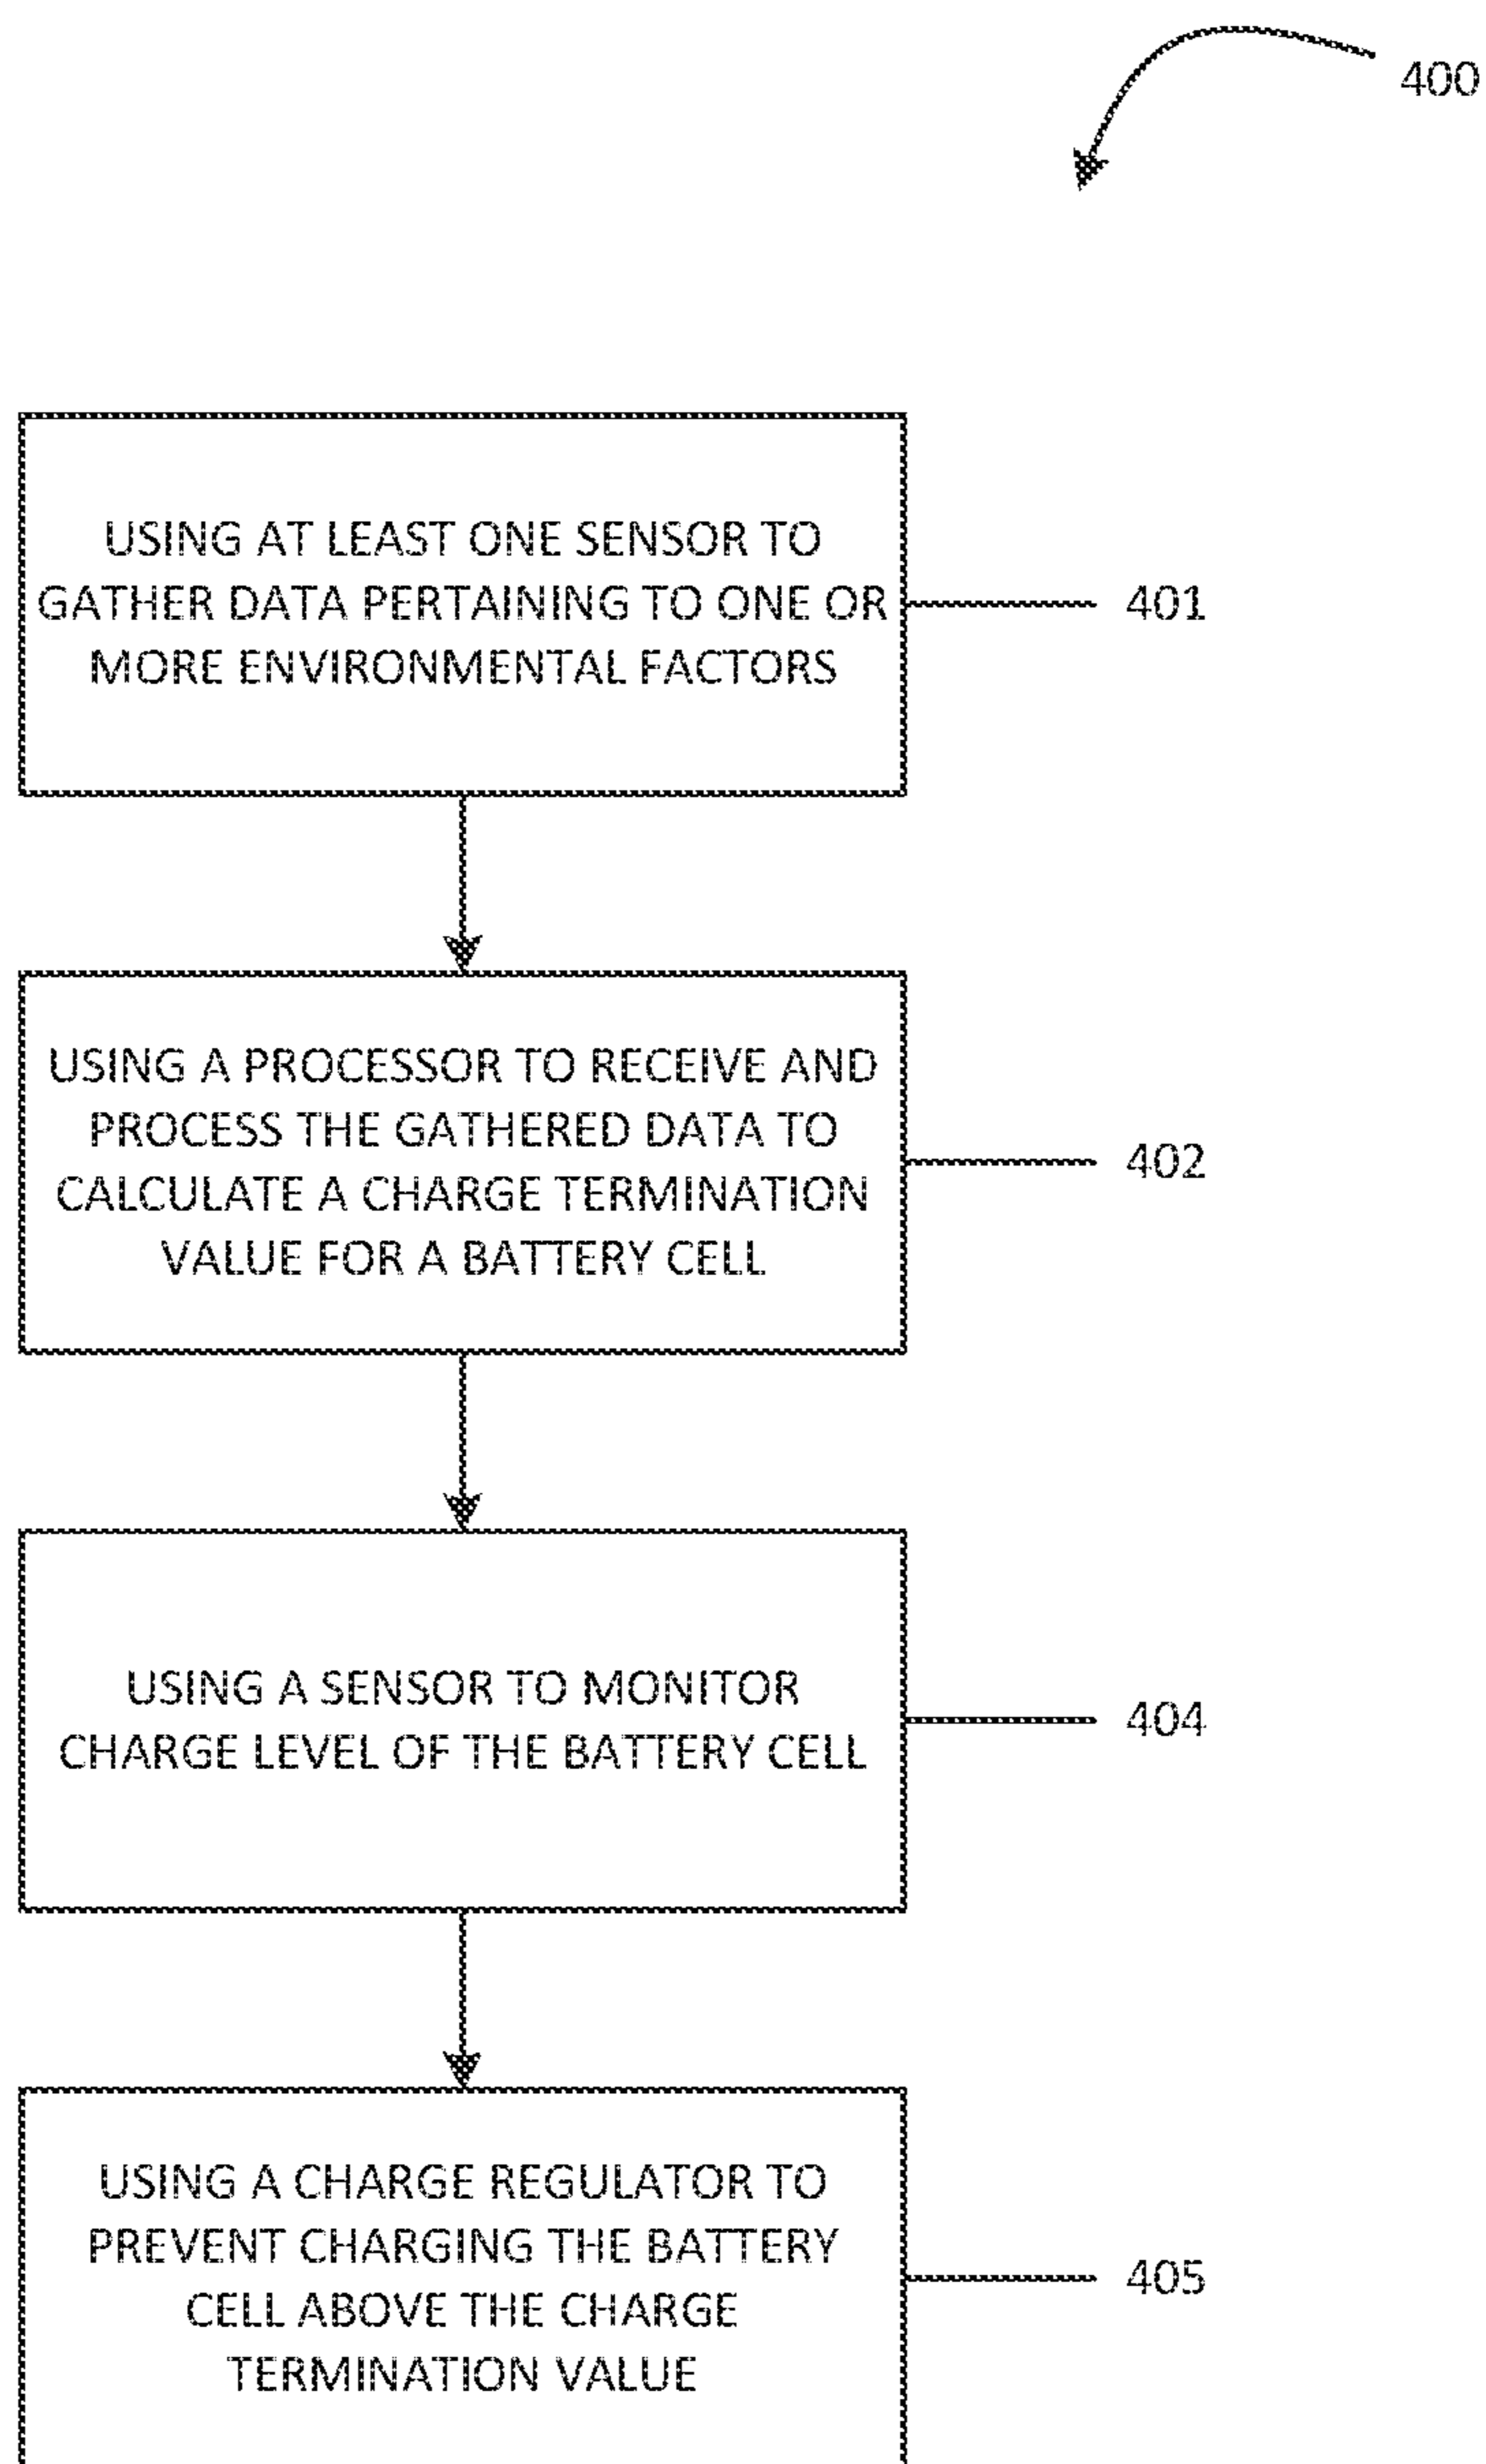 400
USING AT LEAST ONE SENSOR TO
GATHER DATA PERTAINING TO ONE OR
MORE ENVIRONMENTAL FACTORS
401
USING A PROCESSOR TO RECEIVE AND
PROCESS THE GATHERED DATA TO
CALCULATE A CHARGE TERMINATION
VALUE FOR A BATTERY CELL
402
USING A SENSOR TO MONITOR
CHARGE LEVEL OF THE BATTERY CELL
404
USING A CHARGE REGULATOR TO
PREVENT CHARGING THE BATTERY
CELL ABOVE THE CHARGE
TERMINATION VALUE
405